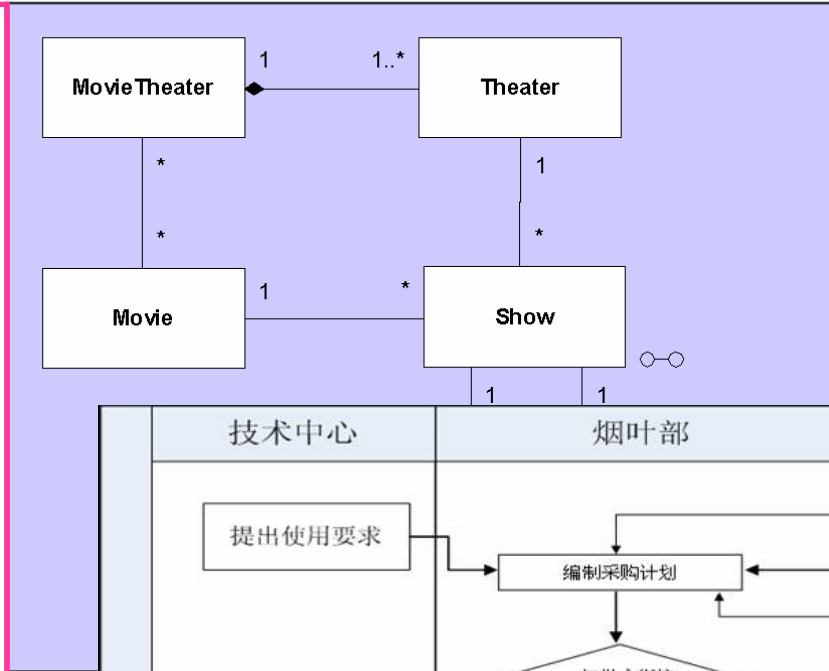 MovieTheater
1
1..*
Theater
*
1
*
*
Movie
1
*
Show
1
1
技术中心
烟叶部
提出使用要求
编制采购计划